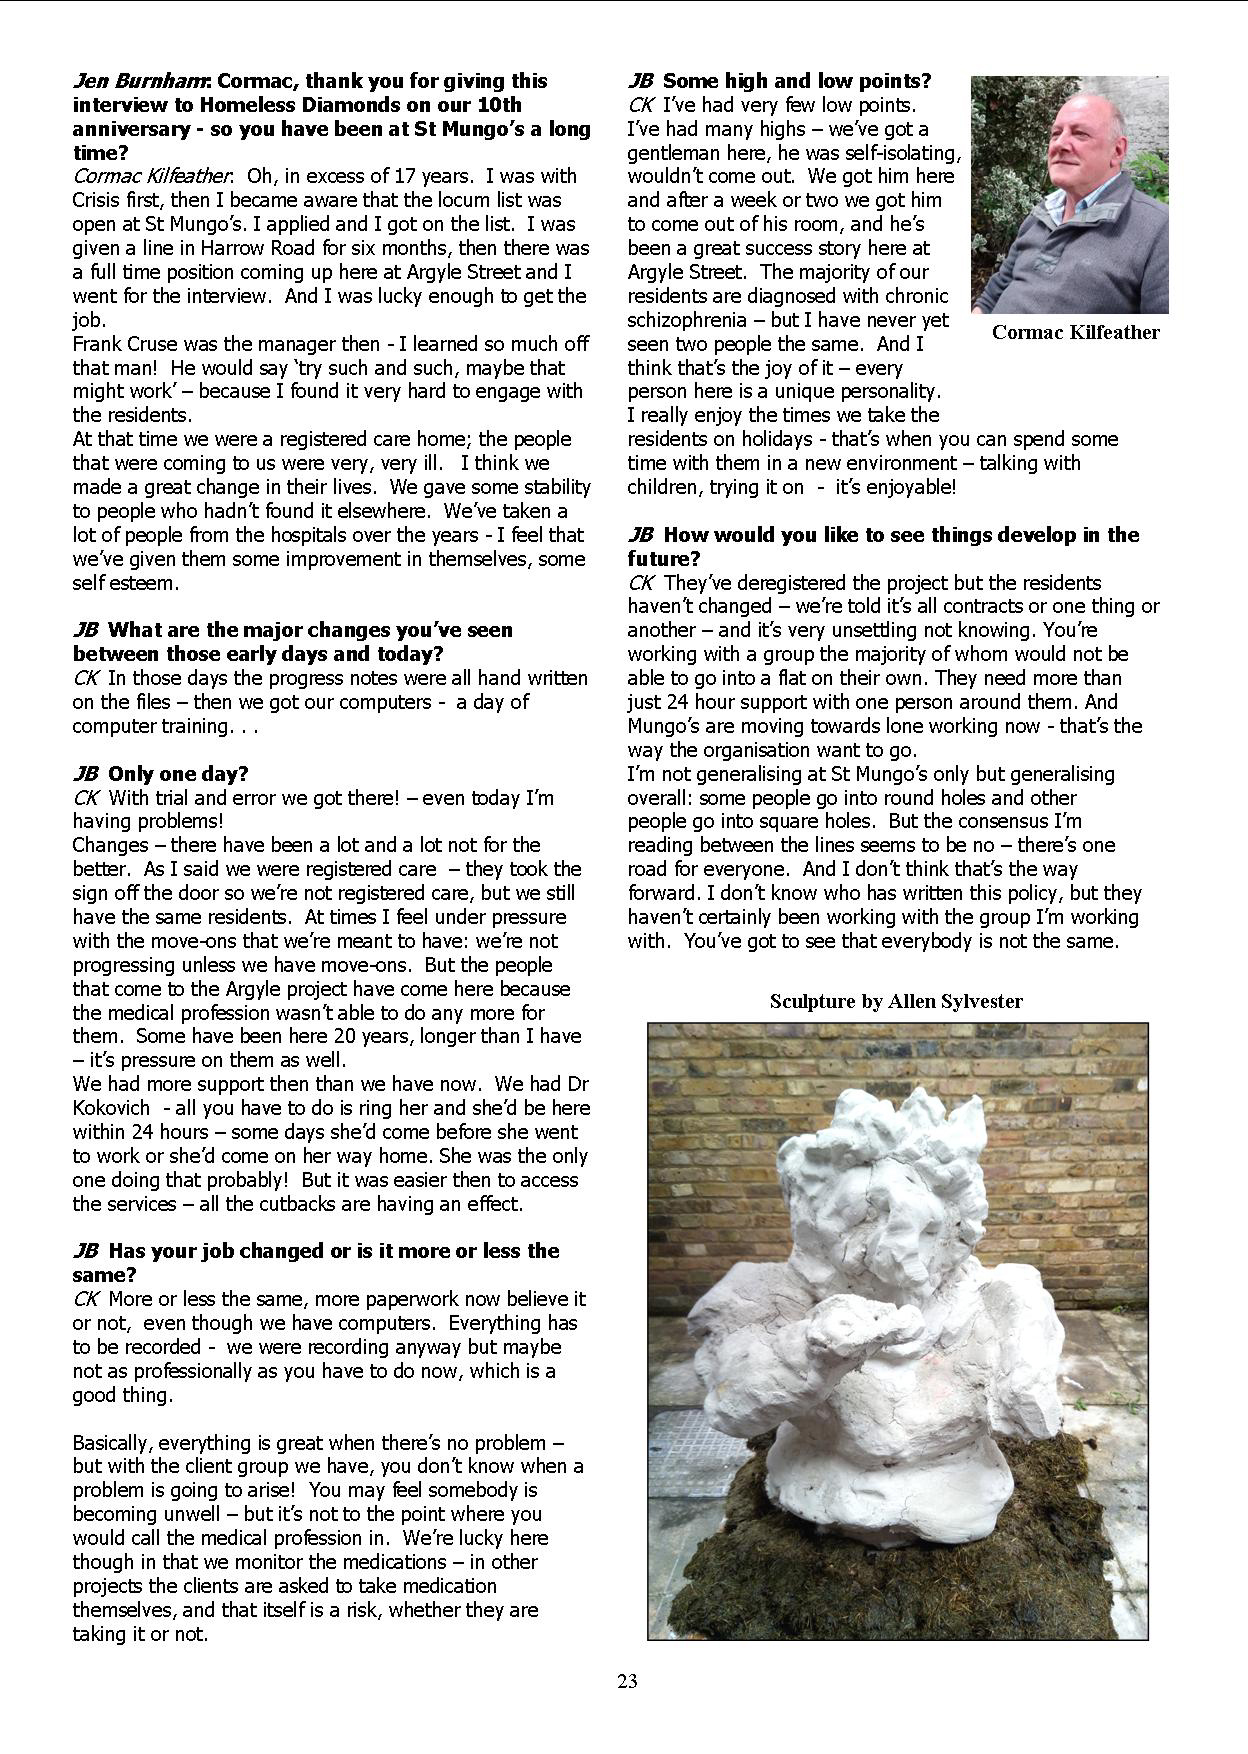 Jen Burnham: Cormac, thank you for giving this
interview to Homeless Diamonds on our 10th
anniversary - so you have been at St Mungo's a long
time?
Cormac Kilfeather:  Oh, in excess of 17 years.  I was with
Crisis first, then I became aware that the locum list was
open at St Mungo's. I applied and I got on the list.  I was
given a line in Harrow Road for six months, then there was
a full time position coming up here at Argyle Street and I
went for the interview.  And I was lucky enough to get the
job.
Frank Cruse was the manager then - I learned so much off
that man!  He would say ‘try such and such, maybe that
might work’ – because I found it very hard to engage with
the residents.
At that time we were a registered care home; the people
that were coming to us were very, very ill.   I think we
made a great change in their lives.  We gave some stability
to people who hadn’t found it elsewhere.  We’ve taken a
lot of people from the hospitals over the years - I feel that
we’ve given them some improvement in themselves, some
self esteem.
JB  What are the major changes you’ve seen
between those early days and today?
CK  In those days the progress notes were all hand written
on the files – then we got our computers -  a day of
computer training. . .
JB  Only one day?
CK  With trial and error we got there! – even today I’m
having problems!
Changes – there have been a lot and a lot not for the
better.  As I said we were registered care  – they took the
sign off the door so we’re not registered care, but we still
have the same residents.  At times I feel under pressure
with the move-ons that we’re meant to have: we’re not
progressing unless we have move-ons.  But the people
that come to the Argyle project have come here because
the medical profession wasn’t able to do any more for
them.  Some have been here 20 years, longer than I have
– it’s pressure on them as well.
We had more support then than we have now.  We had Dr
Kokovich  - all you have to do is ring her and she’d be here
within 24 hours – some days she’d come before she went
to work or she’d come on her way home. She was the only
one doing that probably!  But it was easier then to access
the services – all the cutbacks are having an effect.
JB  Has your job changed or is it more or less the
same?
CK  More or less the same, more paperwork now believe it
or not,  even though we have computers.  Everything has
to be recorded -  we were recording anyway but maybe
not as professionally as you have to do now, which is a
good thing.
Basically, everything is great when there’s no problem –
but with the client group we have, you don’t know when a
problem is going to arise!  You may feel somebody is
becoming unwell – but it’s not to the point where you
would call the medical profession in.  We’re lucky here
though in that we monitor the medications – in other
projects the clients are asked to take medication
themselves, and that itself is a risk, whether they are
taking it or not.
JB  Some high and low points?
CK  I’ve had very few low points.
I’ve had many highs – we’ve got a
gentleman here, he was self-isolating,
wouldn’t come out.  We got him here
and after a week or two we got him
to come out of his room, and he’s
been a great success story here at
Argyle Street.  The majority of our
residents are diagnosed with chronic
schizophrenia – but I have never yet
seen two people the same.  And I
think that’s the joy of it – every
person here is a unique personality.
I really enjoy the times we take the
residents on holidays - that’s when you can spend some
time with them in a new environment – talking with
children, trying it on  -  it’s enjoyable!
Cormac Kilfeather
JB  How would you like to see things develop in the
future?
CK  They’ve deregistered the project but the residents
haven’t changed – we’re told it’s all contracts or one thing or
another – and it’s very unsettling not knowing. You’re
working with a group the majority of whom would not be
able to go into a flat on their own. They need more than
just 24 hour support with one person around them. And
Mungo’s are moving towards lone working now - that’s the
way the organisation want to go.
I’m not generalising at St Mungo’s only but generalising
overall: some people go into round holes and other
people go into square holes.  But the consensus I’m
reading between the lines seems to be no – there’s one
road for everyone.  And I don’t think that’s the way
forward. I don’t know who has written this policy, but they
haven’t certainly been working with the group I’m working
with.  You’ve got to see that everybody is not the same.
Sculpture by Allen Sylvester
23